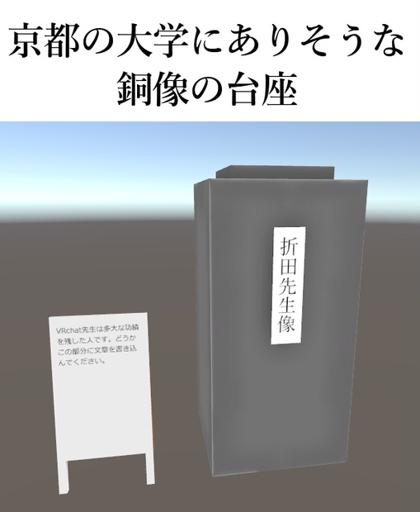 京都の大学にありそうな
銅像の台座
折田先生像
VRchat先生は多大な功績
を残した人です。どうか
この部分に文章を書き込
んでください。